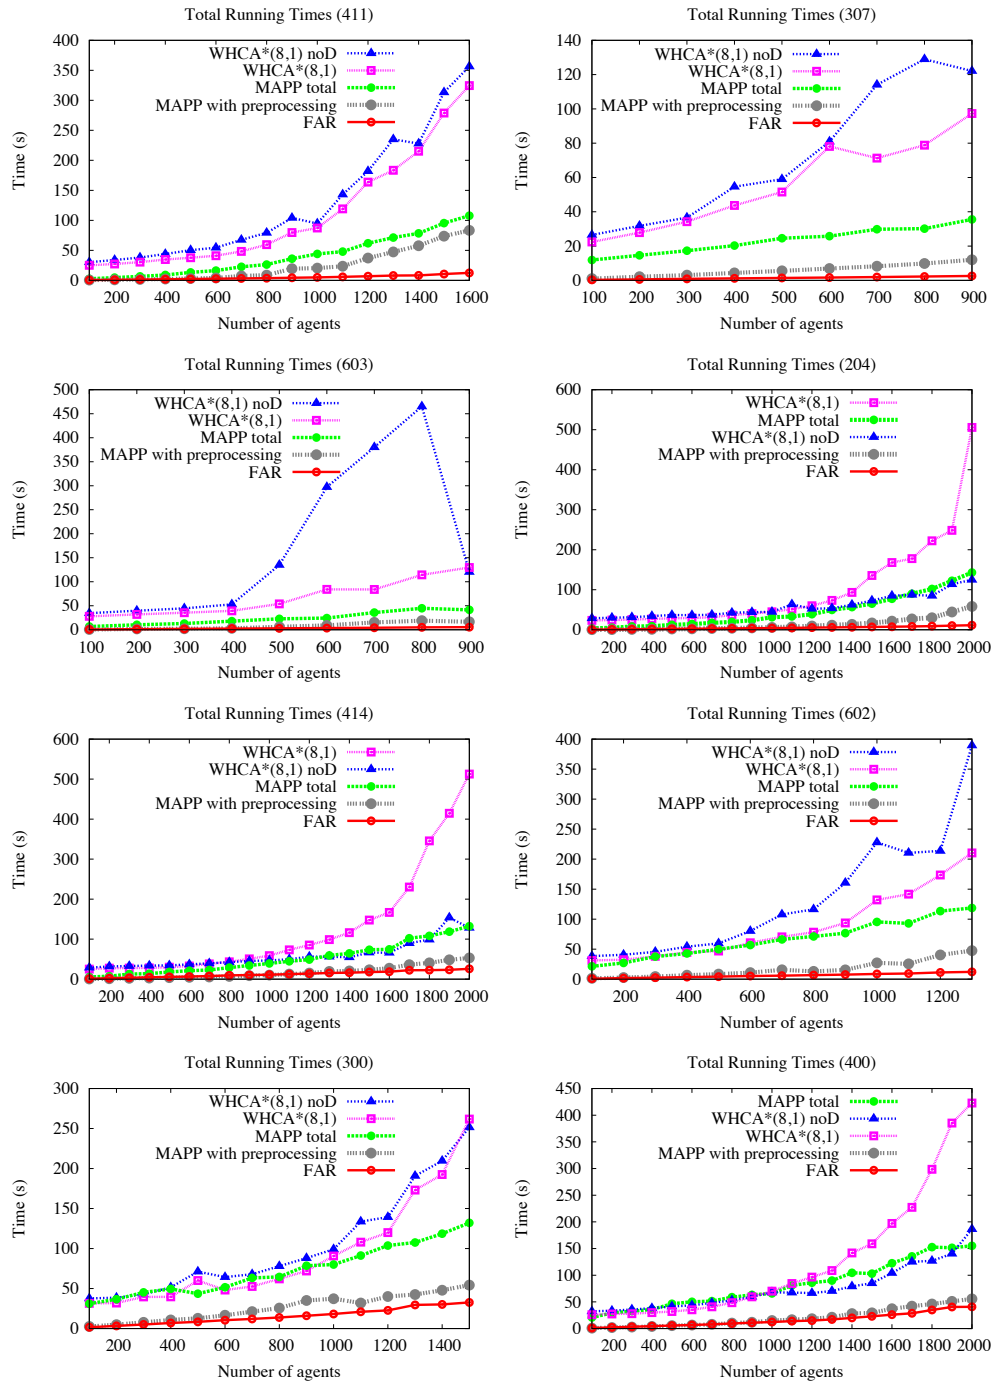 Total Running Times (411)
400
350
300
250
200
150
100
50
0
WHCA*(8,1) noD
WHCA*(8,1)
MAPP total
MAPP with preprocessing
FAR
Time (s)
200 400 600 800 1000 1200 1400 1600
Number of agents
Total Running Times (307)
140
120
100
80
60
40
20
0
WHCA*(8,1) noD
WHCA*(8,1)
MAPP total
MAPP with preprocessing
FAR
Time (s)
100 200 300 400 500 600 700 800 900
Number of agents
Total Running Times (603)
500
450
400
350
300
250
200
150
100
50
0
WHCA*(8,1) noD
WHCA*(8,1)
MAPP total
MAPP with preprocessing
FAR
Time (s)
100 200 300 400 500 600 700 800 900
Number of agents
Total Running Times (204)
600
500
400
300
200
100
0
WHCA*(8,1)
MAPP total
WHCA*(8,1) noD
MAPP with preprocessing
FAR
Time (s)
200 400 600 800 1000 1200 1400 1600 1800 2000
Number of agents
Total Running Times (414)
600
500
400
300
200
100
0
WHCA*(8,1)
WHCA*(8,1) noD
MAPP total
MAPP with preprocessing
FAR
Time (s)
200 400 600 800 1000 1200 1400 1600 1800 2000
Number of agents
Total Running Times (602)
400
350
300
250
200
150
100
50
0
WHCA*(8,1) noD
WHCA*(8,1)
MAPP total
MAPP with preprocessing
FAR
Time (s)
200 400 600 800 1000 1200
Number of agents
Total Running Times (300)
300
250
200
150
100
50
0
WHCA*(8,1) noD
WHCA*(8,1)
MAPP total
MAPP with preprocessing
FAR
Time (s)
200 400 600 800 1000 1200 1400
Number of agents
Total Running Times (400)
450
400
350
300
250
200
150
100
50
0
MAPP total
WHCA*(8,1) noD
WHCA*(8,1)
MAPP with preprocessing
FAR
Time (s)
200 400 600 800 1000 1200 1400 1600 1800 2000
Number of agents